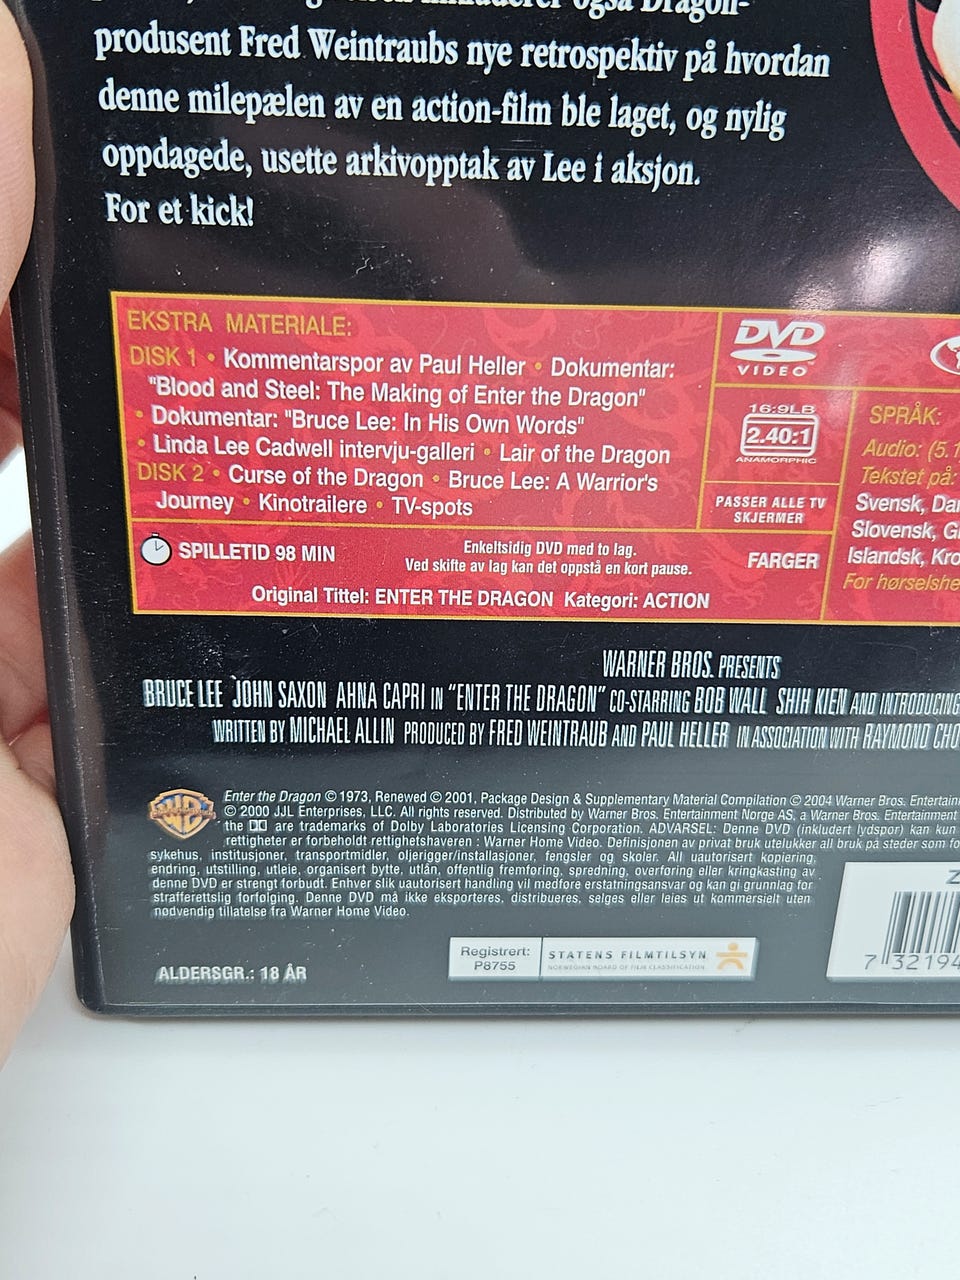 også Dragon-
produsent Fred Weintraubs nye retrospektiv på hvordan
denne milepælen av en action-film ble laget, og nylig
oppdagede, usette arkivopptak av Lee i aksjon.
For et kick!
EKSTRA MATERIALE:
DISK 1 • Kommentarspor av Paul Heller • Dokumentar:
"Blood and Steel: The Making of Enter the Dragon"
• Dokumentar: "Bruce Lee: In His Own Words"
• Linda Lee Cadwell intervju-galleri • Lair of the Dragon
DISK 2 • Curse of the Dragon • Bruce Lee: A Warrior's
Journey • Kinotrailere • TV-spots
DVD
VIDEO
16:9LB
2.40:1
ANAMORPHIC
PASSER ALLE TV
SKJERMER
SPRÅK:
Audio: (5.1
Tekstet på:
Svensk, Dan
Slovensk, G
Islandsk, Kro
For hørselshe
SPILLETID 98 MIN
Enkeltsidig DVD med to lag.
Ved skifte av lag kan det oppstå en kort pause.
FARGER
Original Tittel: ENTER THE DRAGON Kategori: ACTION
WARNER BROS. PRESENTS
BRUCE LEE JOHN SAXON AHNA CAPRI IN "ENTER THE DRAGON" CO-STARRING BOB WALL SHIH KIEN AND INTRODUCING
WRITTEN BY MICHAEL ALLIN PRODUCED BY FRED WEINTRAUB AND PAUL HELLER IN ASSOCIATION WITH RAYMOND CHO
WB
Enter the Dragon © 1973, Renewed © 2001, Package Design & Supplementary Material Compilation © 2004 Warner Bros. Entertain
© 2000 JJL Enterprises, LLC. All rights reserved. Distributed by Warner Bros. Entertainment Norge AS, a Warner Bros. Entertainment
the DD are trademarks of Dolby Laboratories Licensing Corporation. ADVARSEL: Denne DVD (inkludert lydspor) kan kun
rettigheter er forbeholdt rettighetshaveren : Warner Home Video. Definisjonen av privat bruk utelukker all bruk på steder som fo
sykehus, institusjoner, transportmidler, oljerigger/installasjoner, fengsler og skoler. All uautorisert kopiering,
endring, utstilling, utleie, organisert bytte, utlån, offentlig fremføring, spredning, overføring eller kringkasting av
denne DVD er strengt forbudt. Enhver slik uautorisert handling vil medføre erstatningsansvar og kan gi grunnlag for
strafferettslig forfølging. Denne DVD må ikke eksporteres, distribueres, selges eller leies ut kommersielt uten
nødvendig tillatelse fra Warner Home Video.
ALDERSGR.: 18 ÅR
Registrert:
P8755
STATENS FILMTILSYN
NORWEGIAN BOARD OF FILM CLASSIFICATION
Z
7 32194